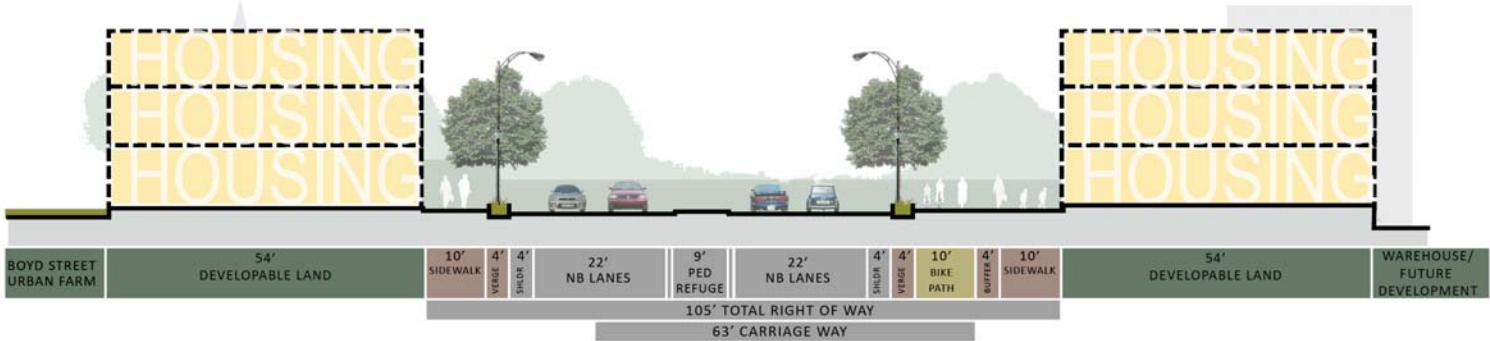 HOUSING
HOUSING
HOUSING
HOUSING
HOUSING
HOUSING
BOYD STREET
URBAN FARM
54'
DEVELOPABLE LAND
10'
SIDEWALK
4'
VERGE
4'
SHLDR
22'
NB LANES
9'
PED
REFUGE
22'
NB LANES
4'
SHLDR
4'
VERGE
10'
BIKE
PATH
4'
BUFFER
10'
SIDEWALK
54'
DEVELOPABLE LAND
WAREHOUSE/
FUTURE
DEVELOPMENT
105' TOTAL RIGHT OF WAY
63' CARRIAGE WAY